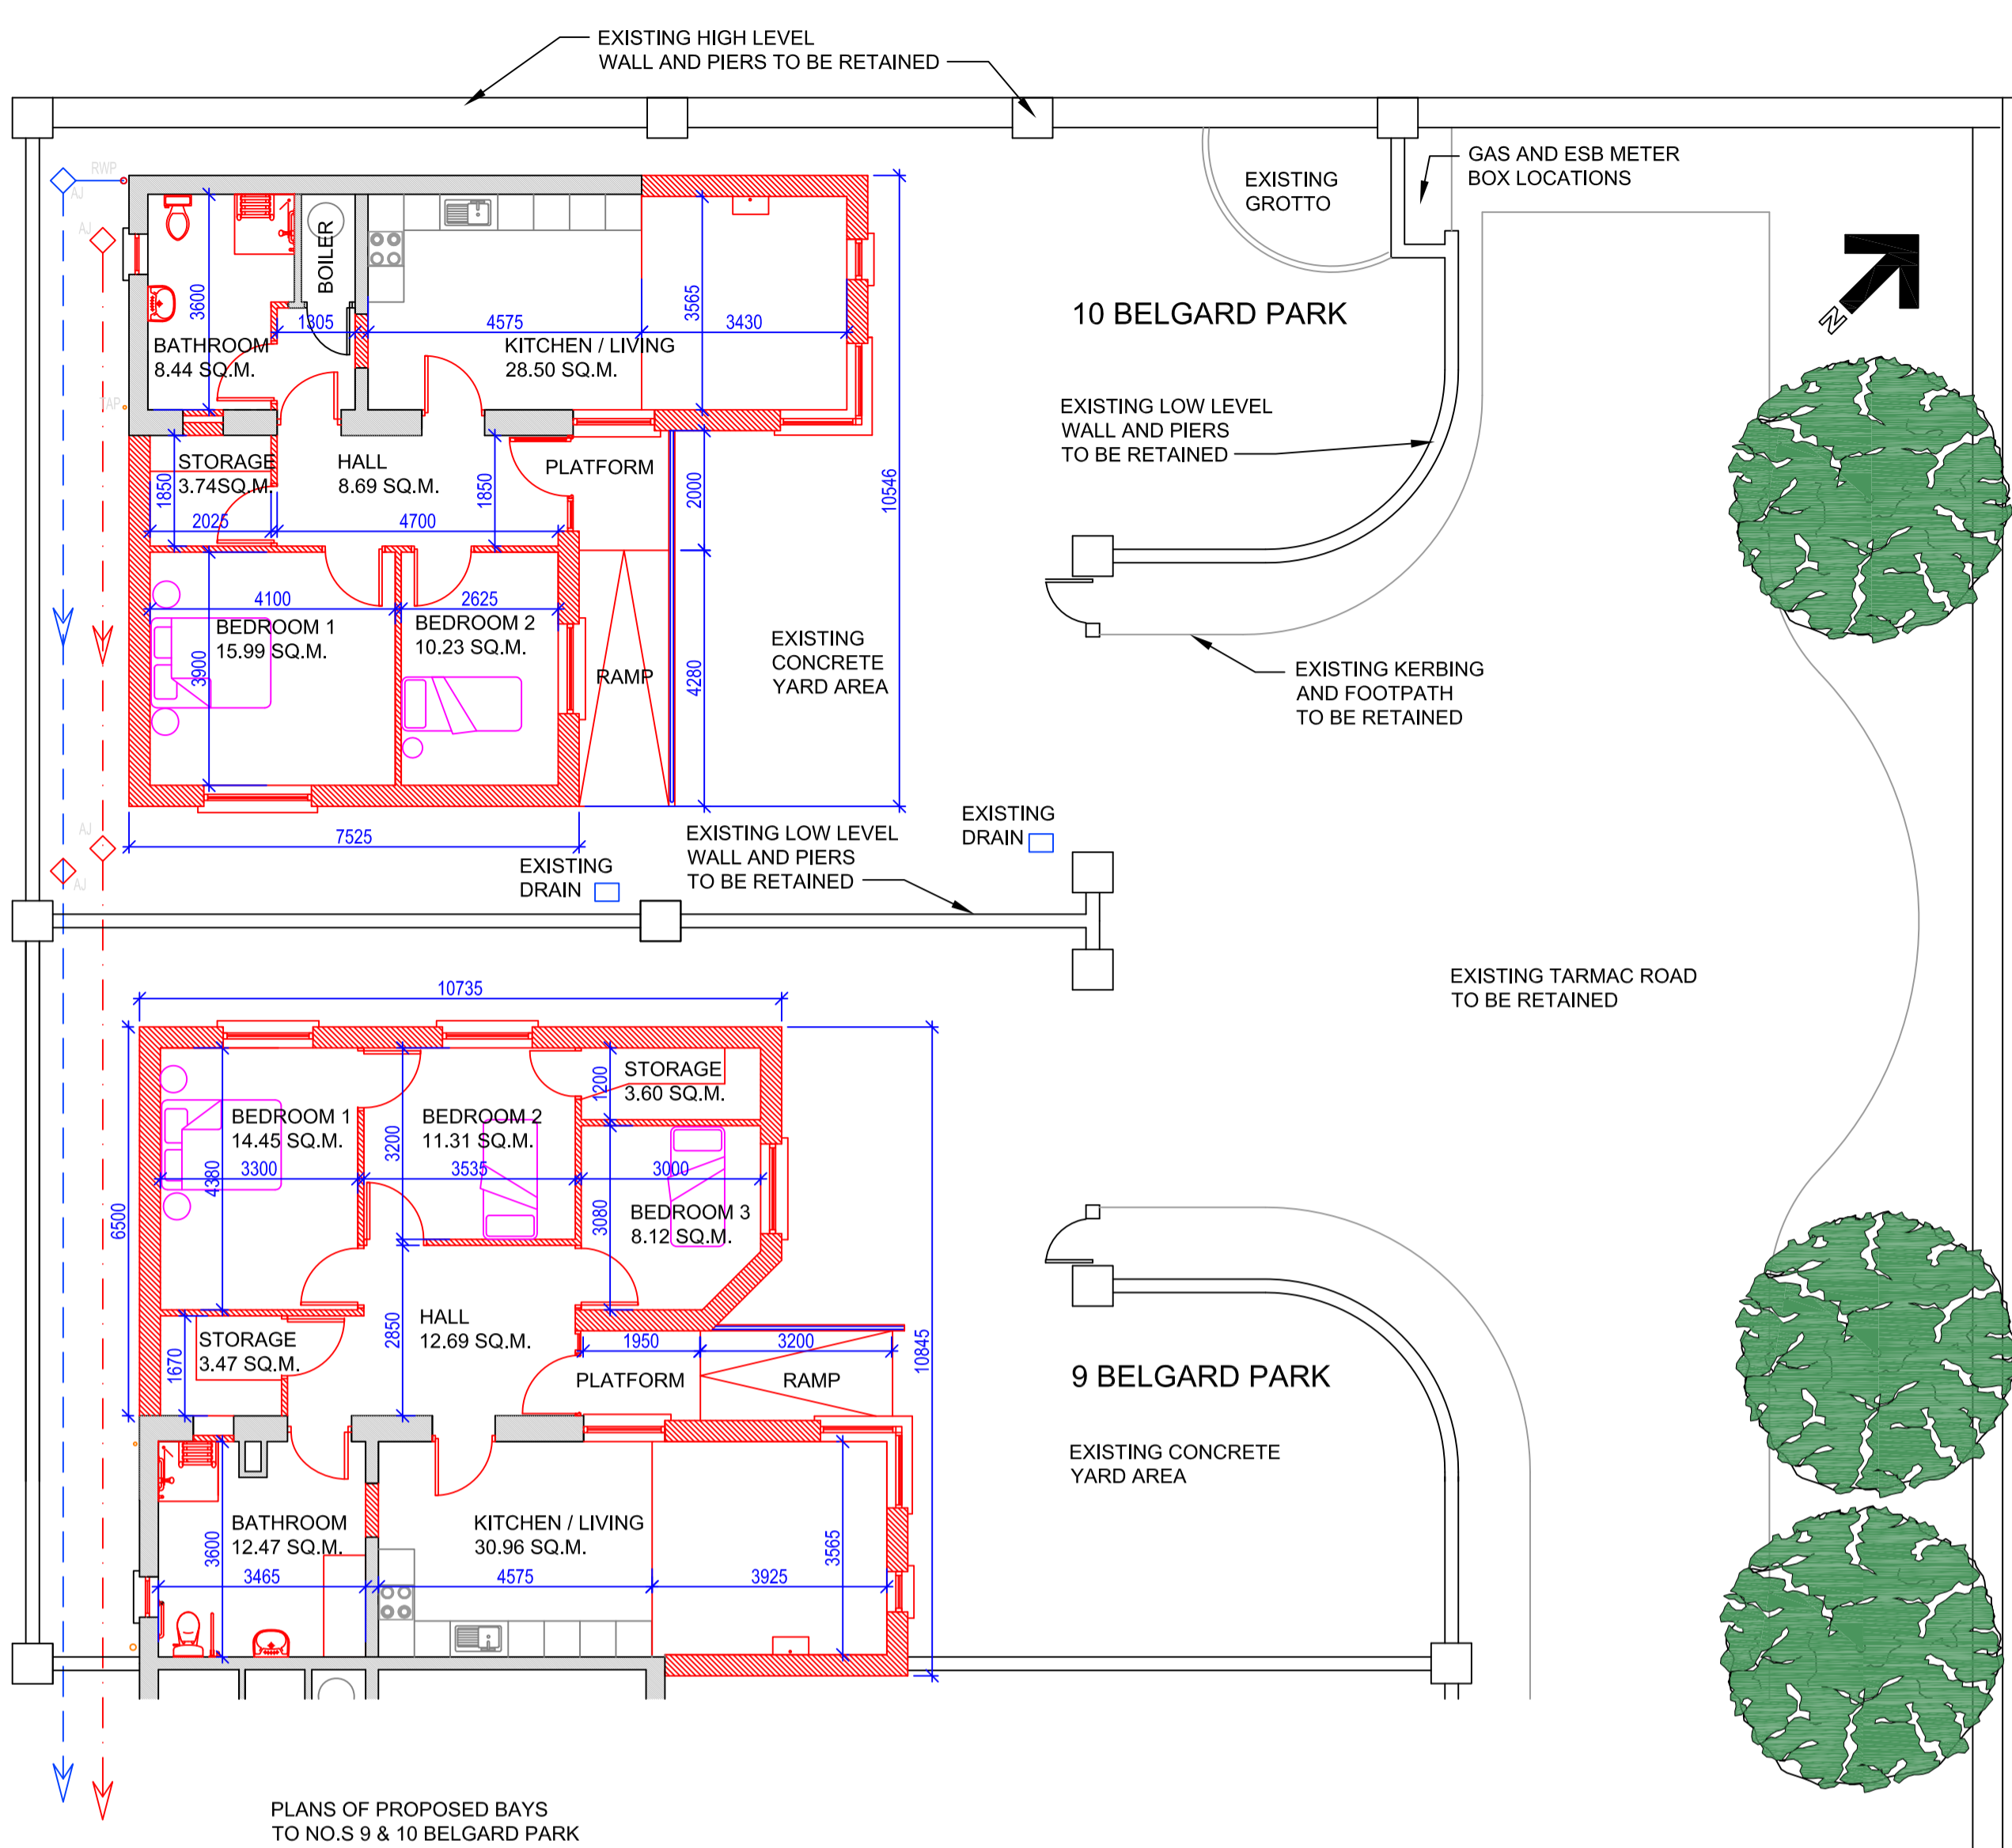 EXISTING HIGH LEVEL
WALL AND PIERS TO BE RETAINED
GAS AND ESB METER
BOX LOCATIONS
EXISTING
GROTTO
RWP
AJ
AJ
TAP
BOILER
3600
1305
4575
3565
3430
BATHROOM
8.44 SQ.M.
KITCHEN / LIVING
28.50 SQ.M.
10 BELGARD PARK
N
EXISTING LOW LEVEL
WALL AND PIERS
TO BE RETAINED
STORAGE
3.74SQ.M.
HALL
8.69 SQ.M.
PLATFORM
1850
1850
2000
10546
2025
4700
4100
2625
BEDROOM 1
15.99 SQ.M.
BEDROOM 2
10.23 SQ.M.
3900
RAMP
4280
EXISTING
CONCRETE
YARD AREA
EXISTING KERBING
AND FOOTPATH
TO BE RETAINED
7525
AJ
AJ
EXISTING
DRAIN
EXISTING LOW LEVEL
WALL AND PIERS
TO BE RETAINED
EXISTING
DRAIN
EXISTING TARMAC ROAD
TO BE RETAINED
10735
STORAGE
3.60 SQ.M.
1200
BEDROOM 1
14.45 SQ.M.
BEDROOM 2
11.31 SQ.M.
3200
4380
3300
3535
3000
BEDROOM 3
8.12 SQ.M.
3080
6500
HALL
12.69 SQ.M.
2850
STORAGE
3.47 SQ.M.
1670
1950
3200
PLATFORM
RAMP
10845
9 BELGARD PARK
EXISTING CONCRETE
YARD AREA
BATHROOM
12.47 SQ.M.
KITCHEN / LIVING
30.96 SQ.M.
3600
3465
4575
3925
3565
PLANS OF PROPOSED BAYS
TO NO.S 9 & 10 BELGARD PARK